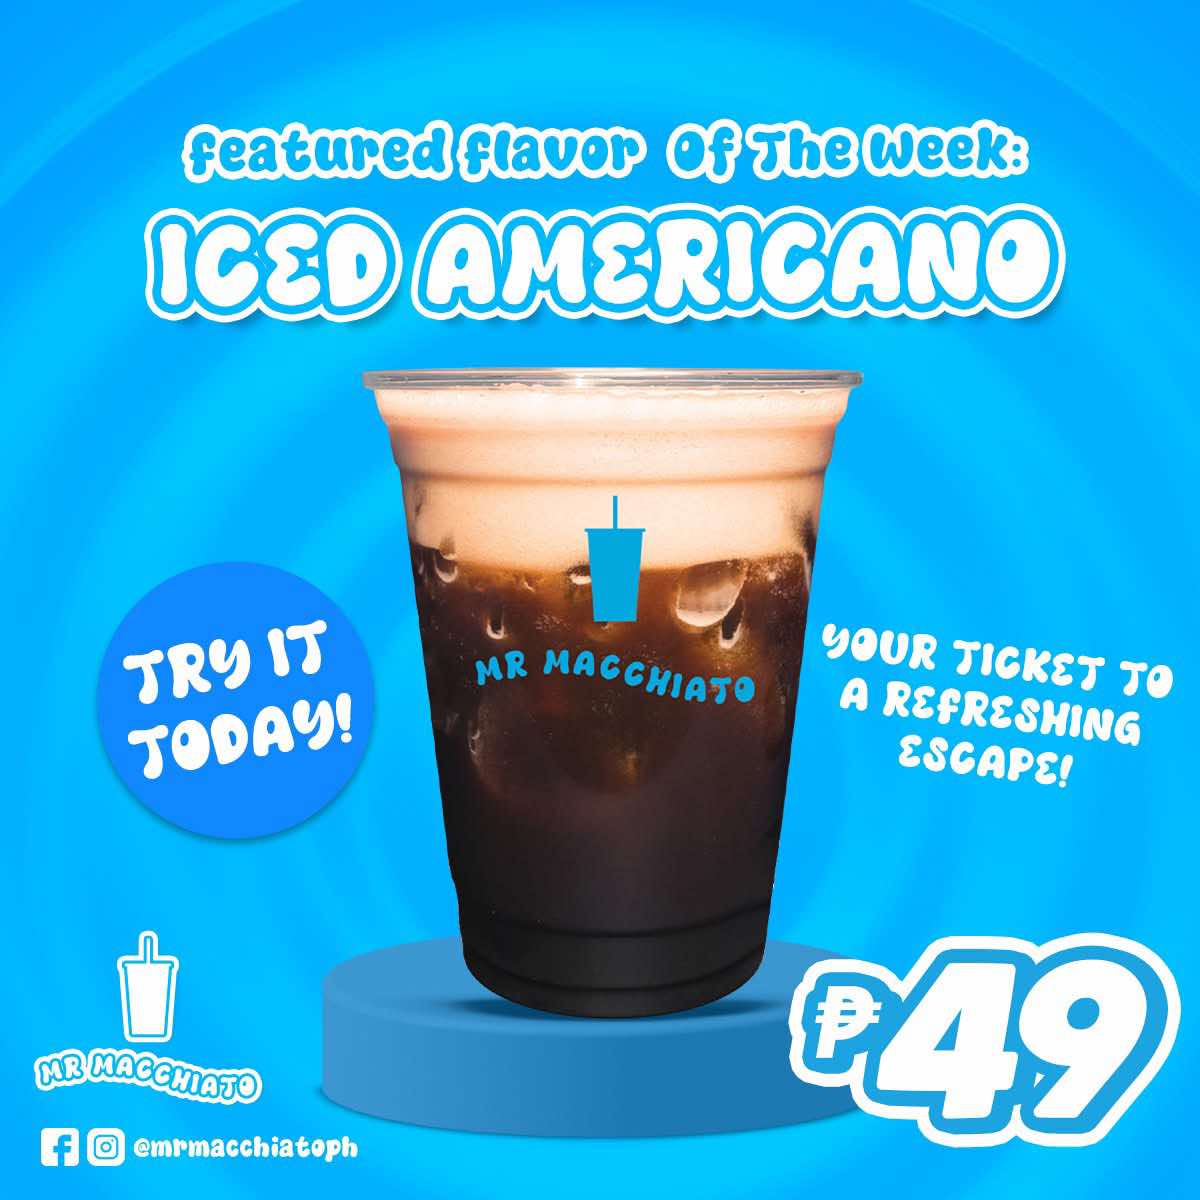 featured flavor Of The Week:
ICED AMERICANO
MR MACCHIATO
TRY IT
TODAY!
YOUR TICKET TO
A REFRESHING
ESCAPE!
MR MACCHIATO
@mrmacchiatoph
₱49